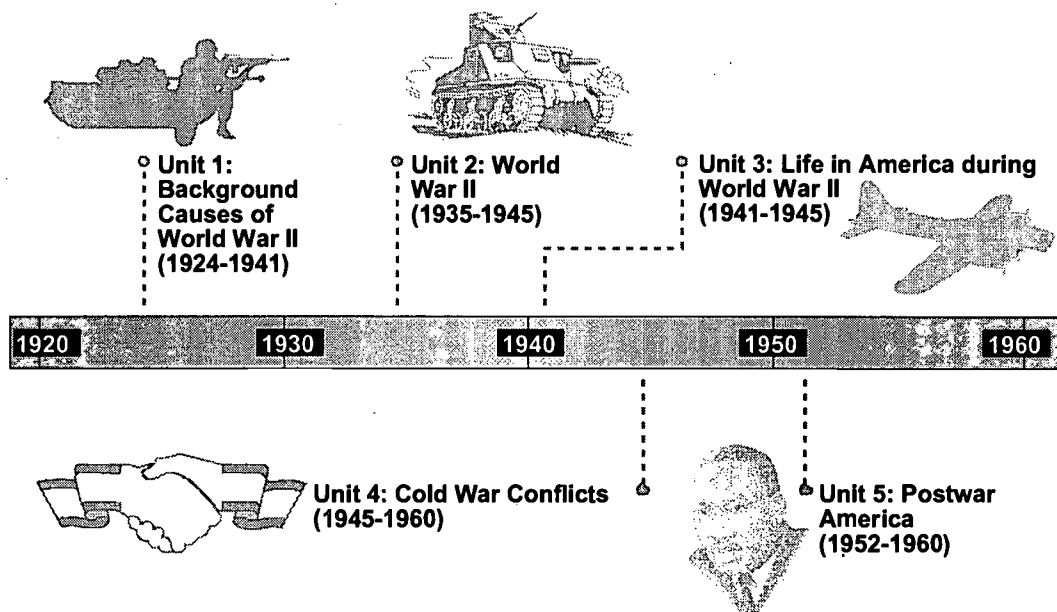 Unit 1:
Background
Causes of
World War II
(1924-1941)
Unit 2: World
War II
(1935-1945)
Unit 3: Life in America during
World War II
(1941-1945)
1920
1930
1940
1950
1960
Unit 4: Cold War Conflicts
(1945-1960)
Unit 5: Postwar
America
(1952-1960)